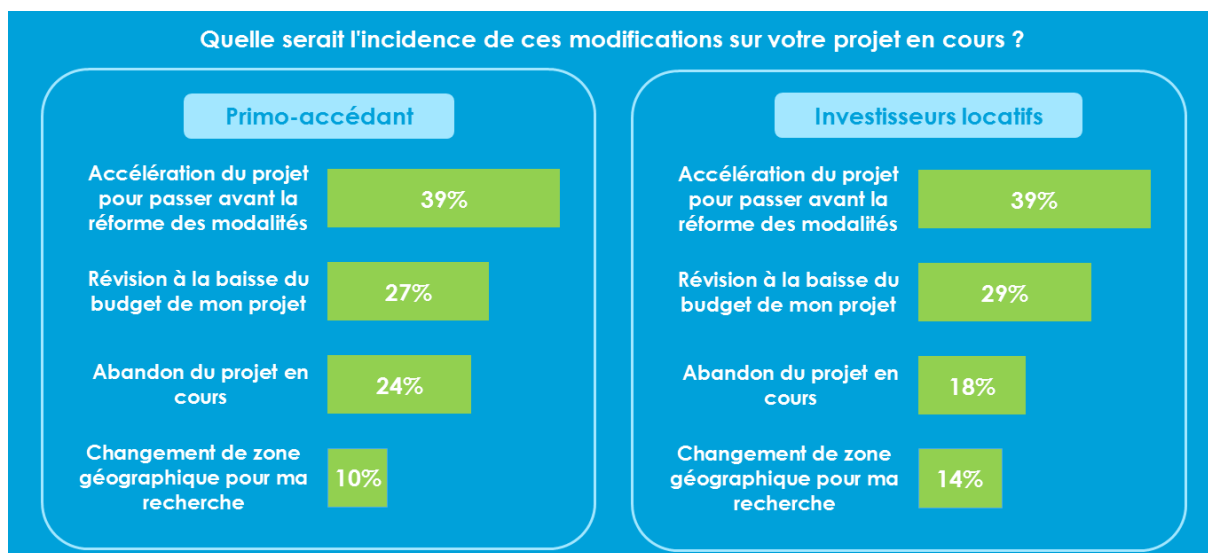 Quelle serait l'incidence de ces modifications sur votre projet en cours ?
Primo-accédant
Accélération du projet
pour passer avant la
réforme des modalités
39%
Révision à la baisse du
budget de mon projet
27%
Abandon du projet en
cours
24%
Changement de zone
géographique pour ma
recherche
10%
Investisseurs locatifs
Accélération du projet
pour passer avant la
réforme des modalités
39%
Révision à la baisse du
budget de mon projet
29%
Abandon du projet en
cours
18%
Changement de zone
géographique pour ma
recherche
14%